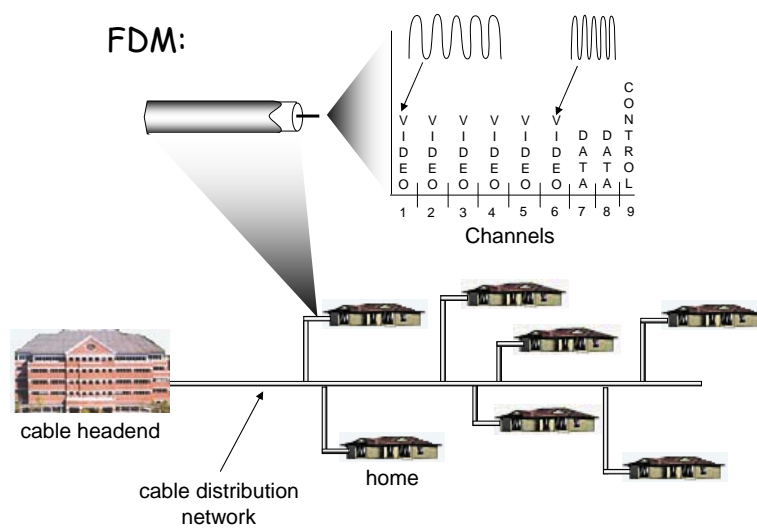 FDM:
VIDEO
VIDEO
VIDEO
VIDEO
VIDEO
VIDEO
DATA
DATA
CONTROL
1 2 3 4 5 6 7 8 9
Channels
cable headend
home
cable distribution
network